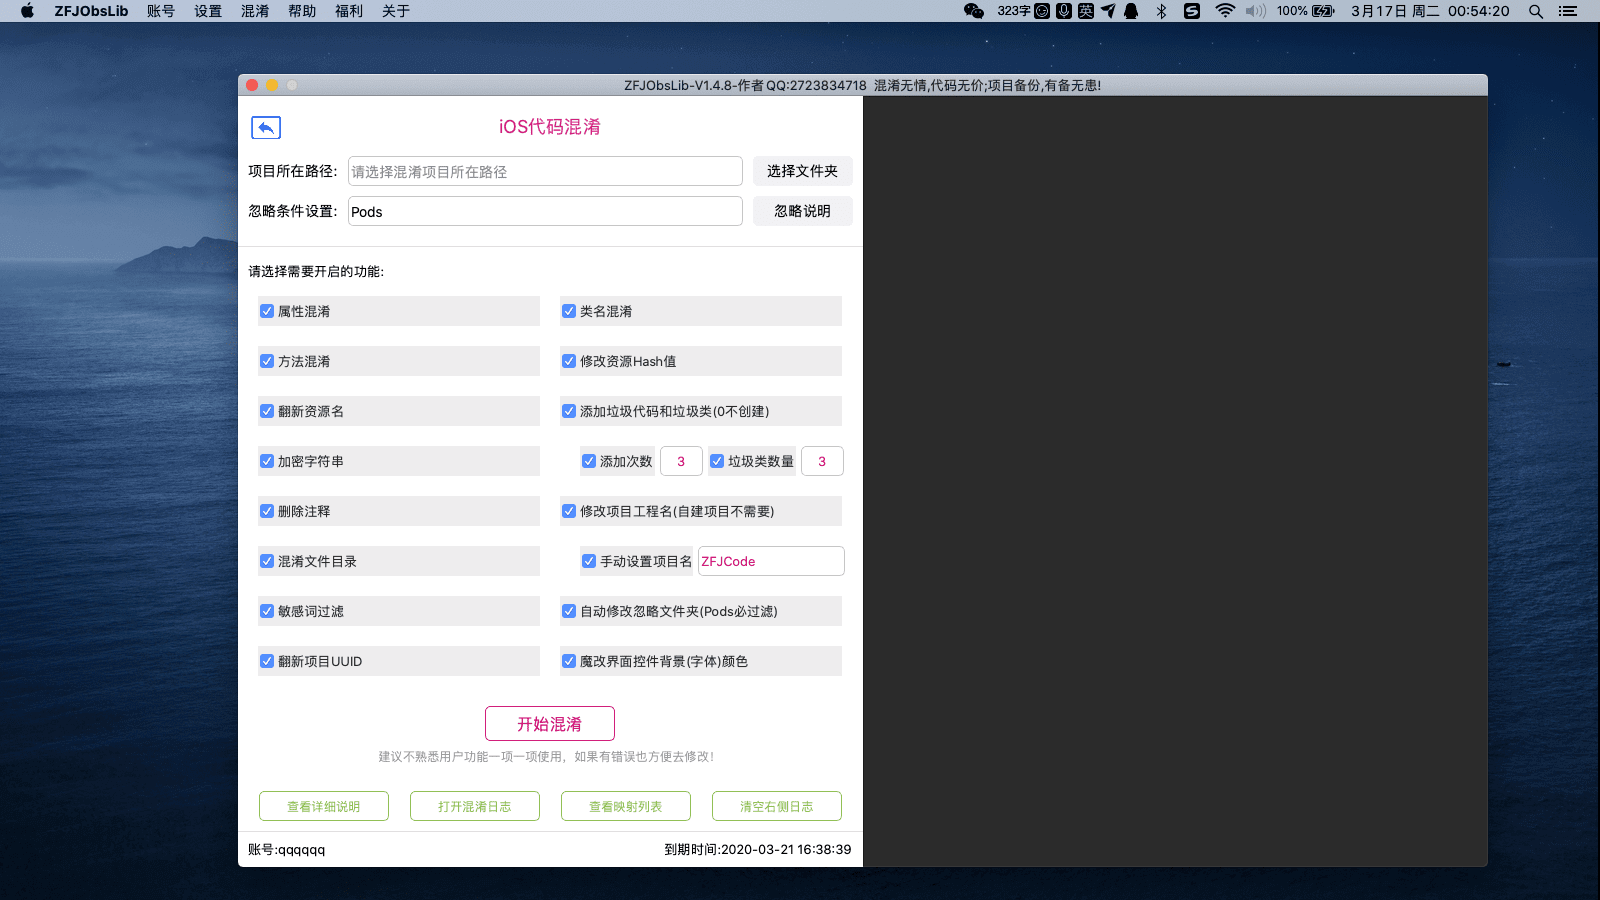 ZFJObsLib 账号 设置 混淆 帮助 福利 关于 323字 英 100% 3月17日 周二 00:54:20
ZFJObsLib-V1.4.8-作者QQ:2723834718 混淆无情,代码无价;项目备份,有备无患!
iOS代码混淆
项目所在路径: 请选择混淆项目所在路径 选择文件夹
忽略条件设置: Pods 忽略说明
请选择需要开启的功能:
属性混淆 类名混淆
方法混淆 修改资源Hash值
翻新资源名 添加垃圾代码和垃圾类(0不创建)
加密字符串 添加次数 3 垃圾类数量 3
删除注释 修改项目工程名(自建项目不需要)
混淆文件目录 手动设置项目名 ZFJCode
敏感词过滤 自动修改忽略文件夹(Pods必过滤)
翻新项目UUID 魔改界面控件背景(字体)颜色
开始混淆
建议不熟悉用户功能一项一项使用，如果有错误也方便去修改！
查看详细说明 打开混淆日志 查看映射列表 清空右侧日志
账号:qqqqqq 到期时间:2020-03-21 16:38:39